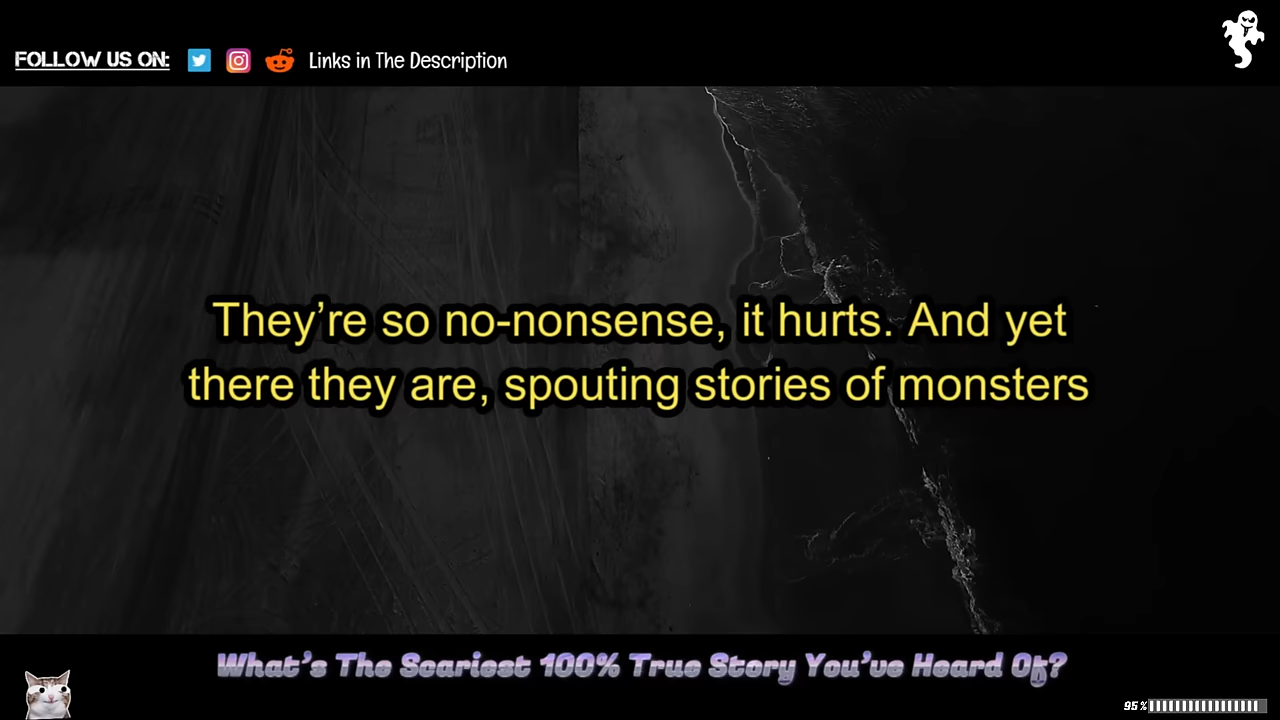 FOLLOW US ON: Links in The Description
They’re so no-nonsense, it hurts. And yet
there they are, spouting stories of monsters
What's The Scariest 100% True Story You've Heard Of?
95%